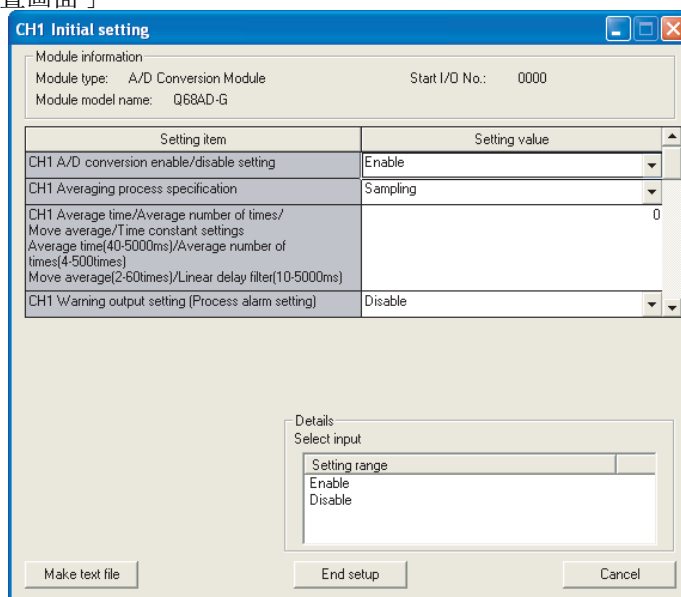 置画面」
CH1 Initial setting
Module information
Module type: A/D Conversion Module Start I/O No.: 0000
Module model name: Q68AD-G
Setting item Setting value
CH1 A/D conversion enable/disable setting Enable
CH1 Averaging process specification Sampling
CH1 Average time/Average number of times/ 0
Move average/Time constant settings
Average time(40-5000ms)/Average number of
times(4-500times)
Move average(2-60times)/Linear delay filter(10-5000ms)
CH1 Warning output setting (Process alarm setting) Disable
Details
Select input
Setting range
Enable
Disable
Make text file End setup Cancel